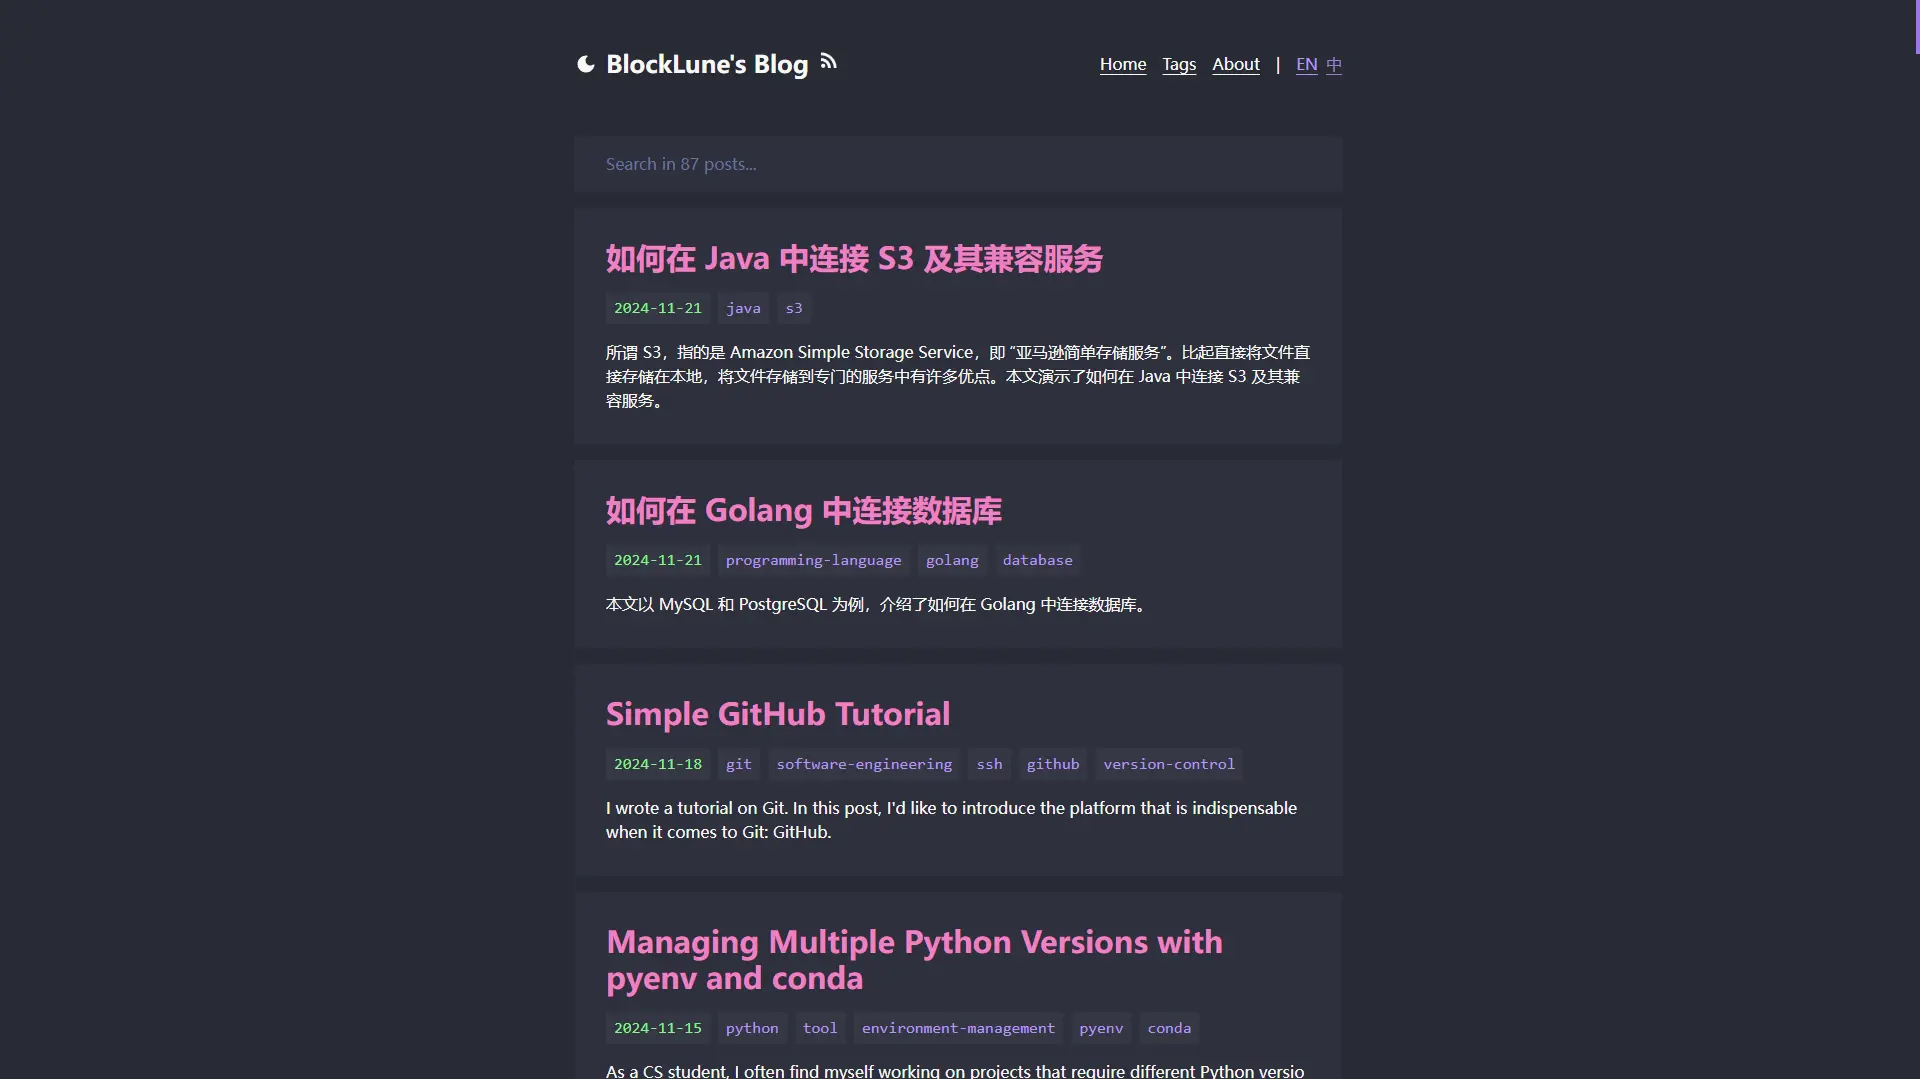 BlockLune's Blog
Home Tags About | EN 中
Search in 87 posts...
如何在 Java 中连接 S3 及其兼容服务
2024-11-21 java s3
所谓 S3，指的是 Amazon Simple Storage Service，即 “亚马逊简单存储服务”。比起直接将文件直
接存储在本地，将文件存储到专门的服务中有许多优点。本文演示了如何在 Java 中连接 S3 及其兼
容服务。
如何在 Golang 中连接数据库
2024-11-21 programming-language golang database
本文以 MySQL 和 PostgreSQL 为例，介绍了如何在 Golang 中连接数据库。
Simple GitHub Tutorial
2024-11-18 git software-engineering ssh github version-control
I wrote a tutorial on Git. In this post, I'd like to introduce the platform that is indispensable
when it comes to Git: GitHub.
Managing Multiple Python Versions with
pyenv and conda
2024-11-15 python tool environment-management pyenv conda
As a CS student, I often find myself working on projects that require different Python versio